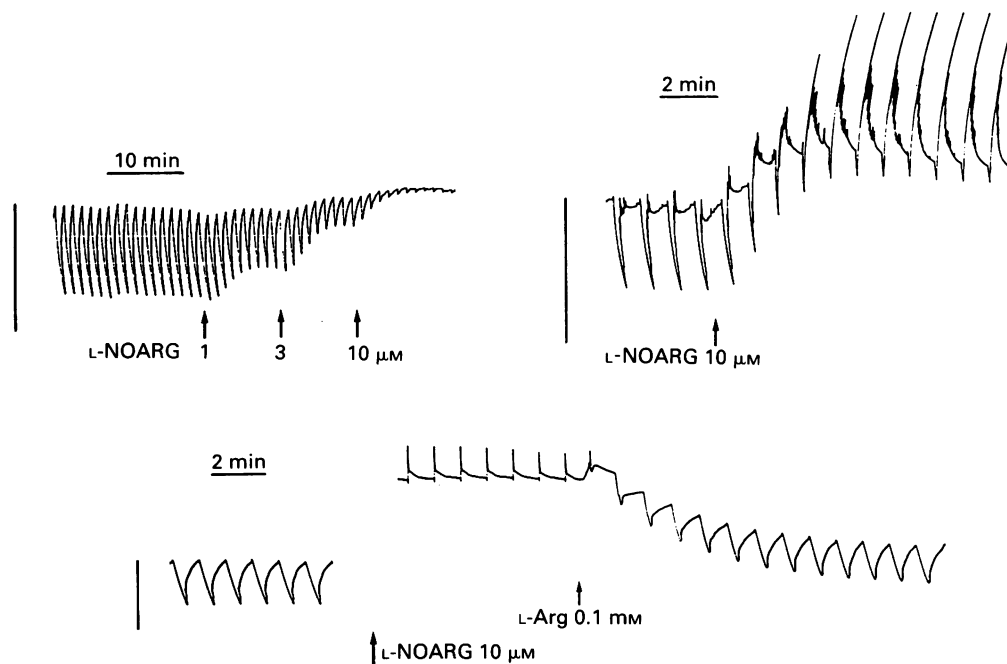 2 min
10 min
L-NOARG 1 3 10 μM
L-NOARG 10 μM
2 min
L-Arg 0.1 mM
L-NOARG 10 μM